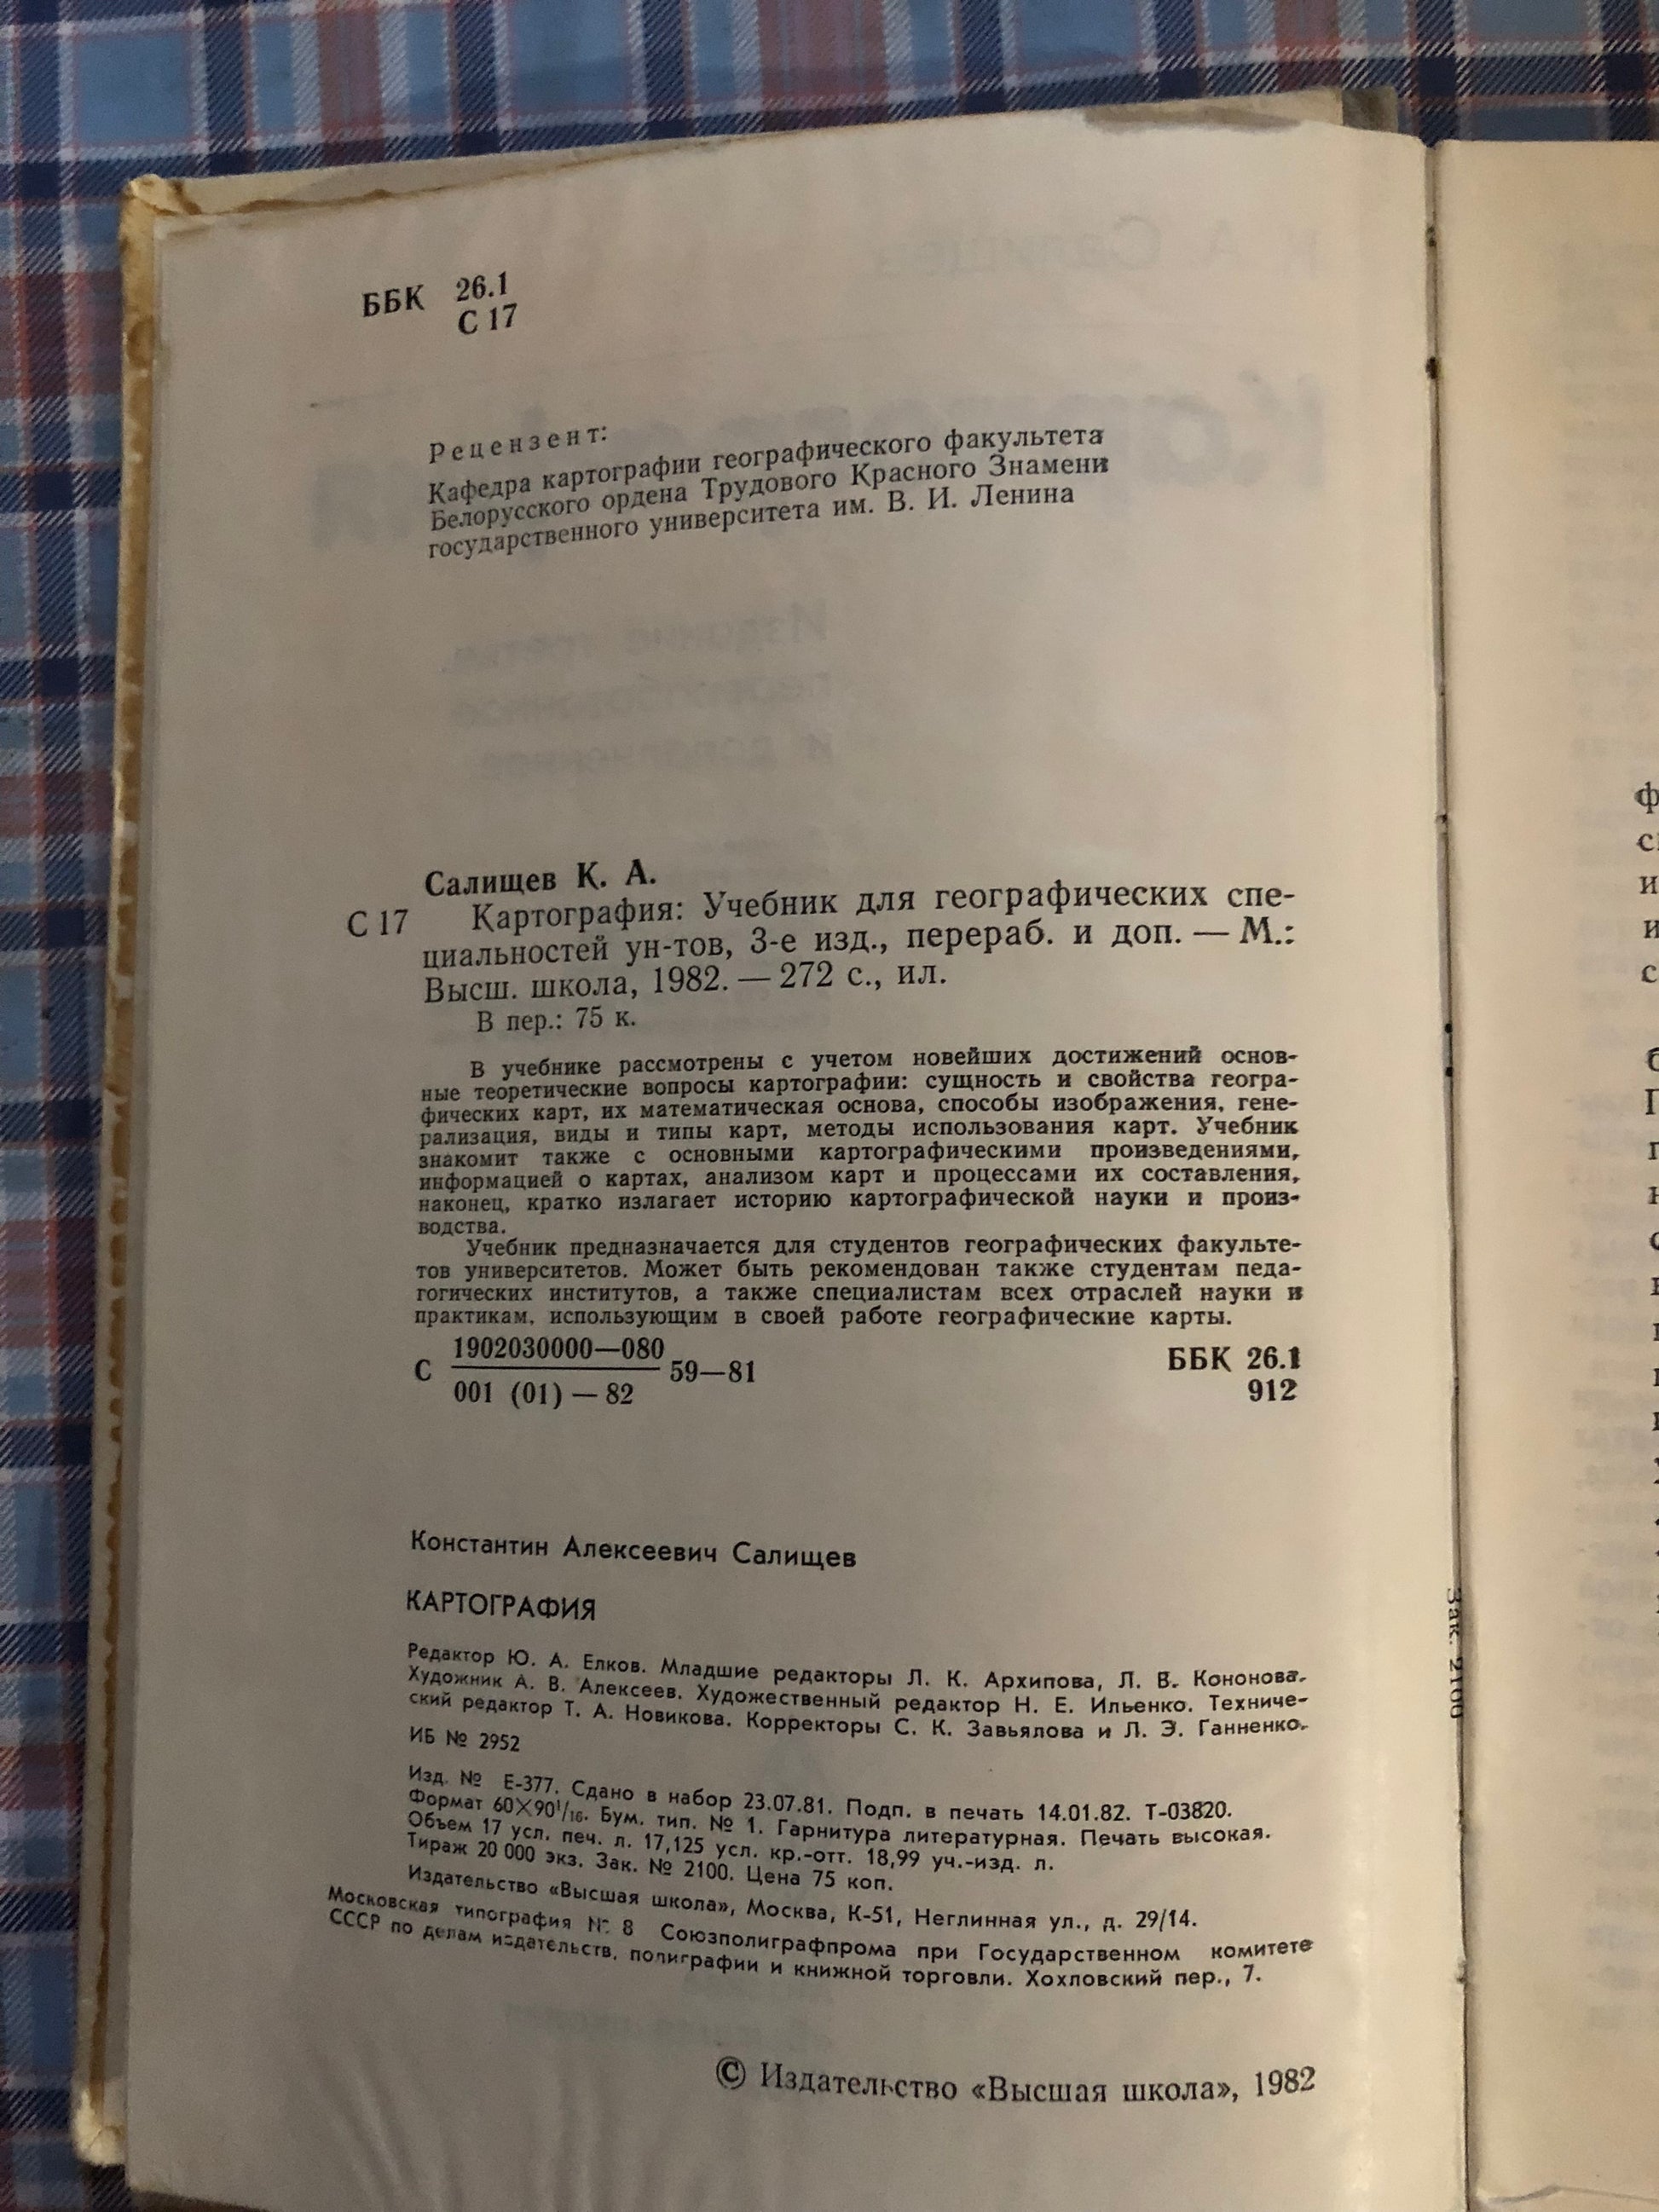 ББК 26.1
С 17
Рецензент:
Кафедра картографии географического факультета
Белорусского ордена Трудового Красного Знамени
государственного университета им. В. И. Ленина
Салищев К. А.
С 17 Картография: Учебник для географических спе-
циальностей ун-тов, 3-е изд., перераб. и доп. — М.:
Высш. школа, 1982. — 272 с., ил.
В пер.: 75 к.
В учебнике рассмотрены с учетом новейших достижений основ-
ные теоретические вопросы картографии: сущность и свойства геогра-
фических карт, их математическая основа, способы изображения, гене-
рализация, виды и типы карт, методы использования карт. Учебник
знакомит также с основными картографическими произведениями,
информацией о картах, анализом карт и процессами их составления,
наконец, кратко излагает историю картографической науки и произ-
водства.
Учебник предназначается для студентов географических факульте-
тов университетов. Может быть рекомендован также студентам педа-
гогических институтов, а также специалистам всех отраслей науки и
практикам, использующим в своей работе географические карты.
С 1902030000—080 59—81 ББК 26.1
001 (01) — 82 912
Константин Алексеевич Салищев
КАРТОГРАФИЯ
Редактор Ю. А. Елков. Младшие редакторы Л. К. Архипова, Л. В. Кононова.
Художник А. В. Алексеев. Художественный редактор Н. Е. Ильенко. Техниче-
ский редактор Т. А. Новикова. Корректоры С. К. Завьялова и Л. Э. Ганненко.
ИБ № 2952
Изд. № Е-377. Сдано в набор 23.07.81. Подп. в печать 14.01.82. Т-03820.
Формат 60×90¹/₁₆. Бум. тип. № 1. Гарнитура литературная. Печать высокая.
Объем 17 усл. печ. л. 17,125 усл. кр.-отт. 18,99 уч.-изд. л.
Тираж 20 000 экз. Зак. № 2100. Цена 75 коп.
Издательство «Высшая школа», Москва, К-51, Неглинная ул., д. 29/14.
Московская типография № 8 Союзполиграфпрома при Государственном комитете
СССР по делам издательств, полиграфии и книжной торговли. Хохловский пер., 7.
© Издательство «Высшая школа», 1982
Зак. 2100